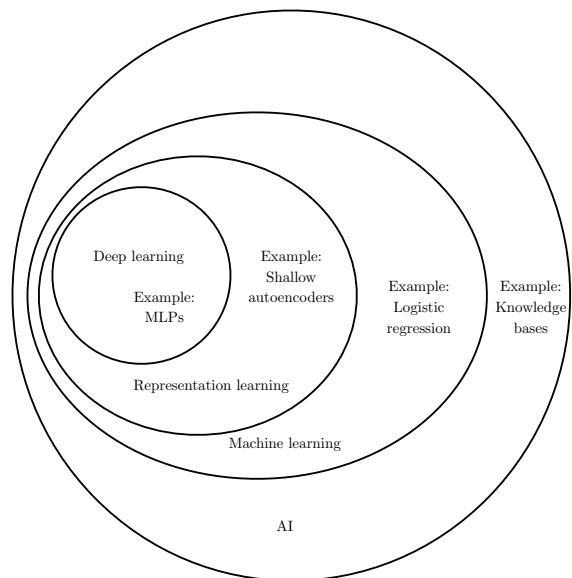 Deep learning
Example:
MLPs
Example:
Shallow
autoencoders
Example:
Logistic
regression
Example:
Knowledge
bases
Representation learning
Machine learning
AI